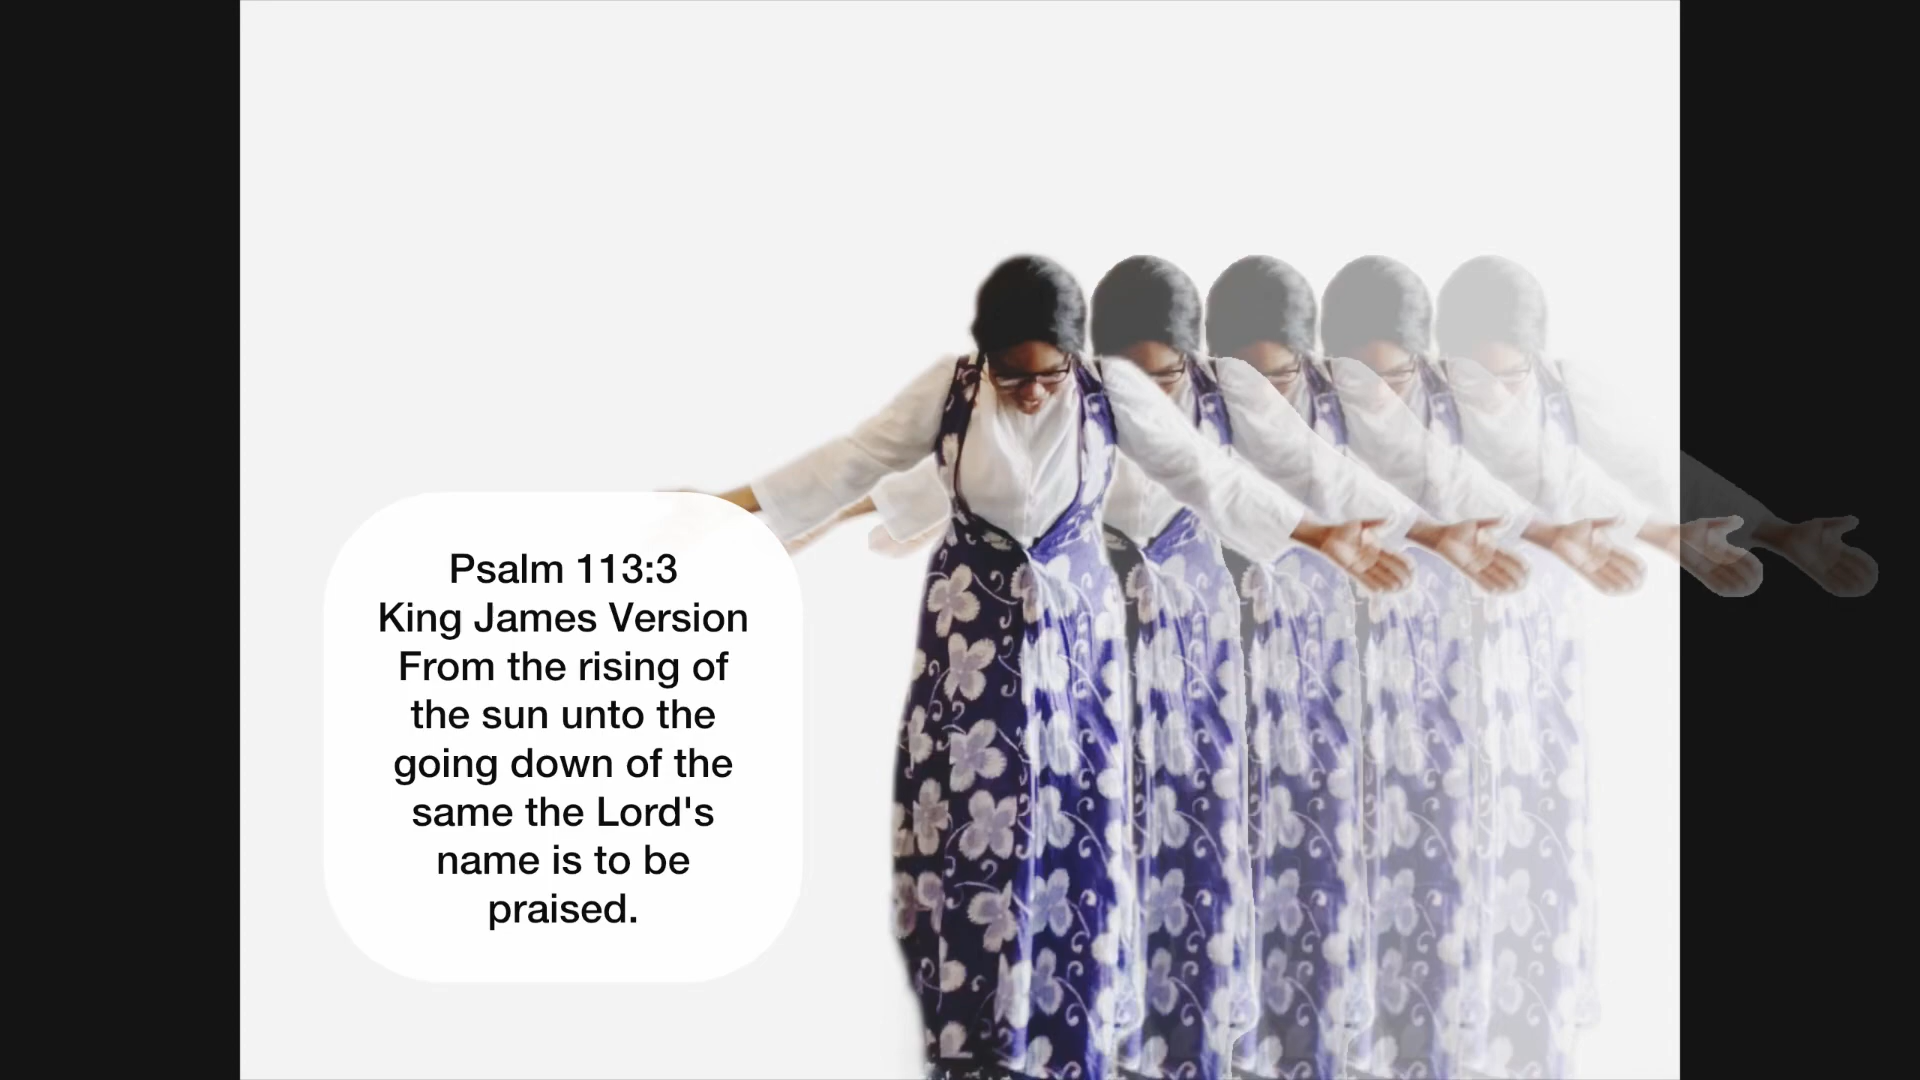 Psalm 113:3
King James Version
From the rising of
the sun unto the
going down of the
same the Lord's
name is to be
praised.